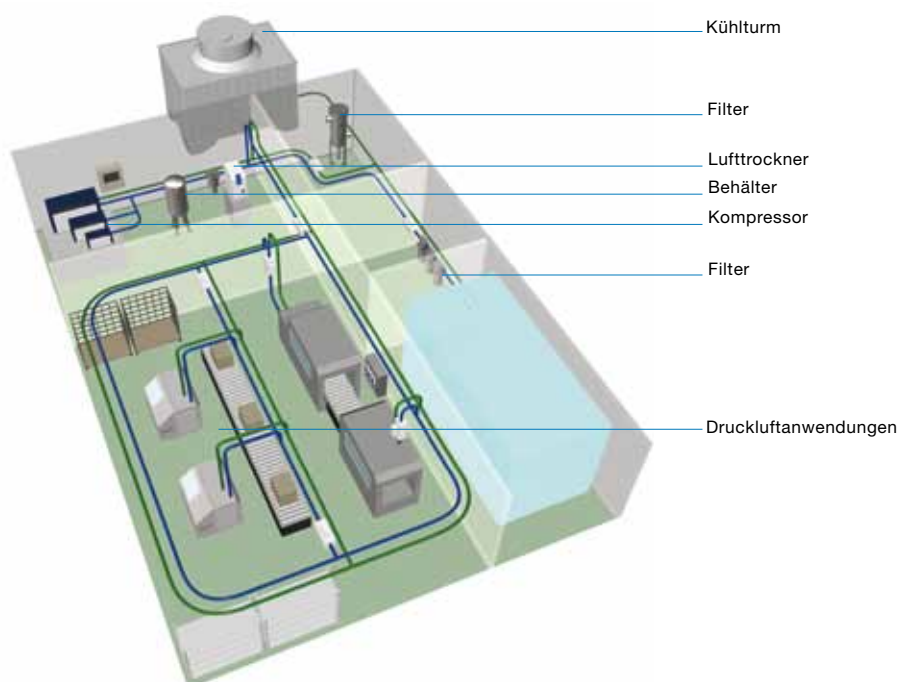 Kühlturm
Filter
Lufttrockner
Behälter
Kompressor
Filter
Druckluftanwendungen